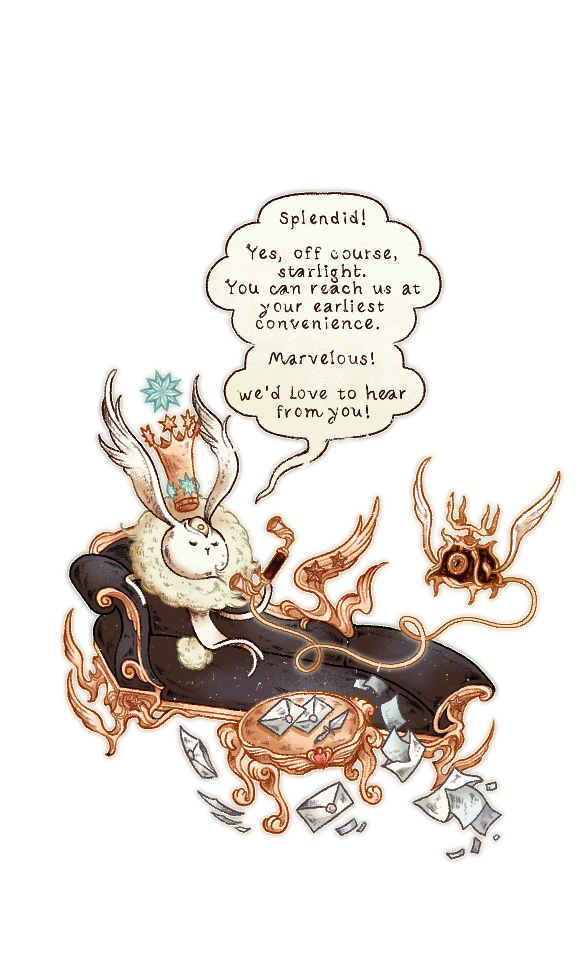 Splendid!
Yes, off course,
starlight.
You can reach us at
your earliest
convenience.
Marvelous!
we'd Love to hear
from you!